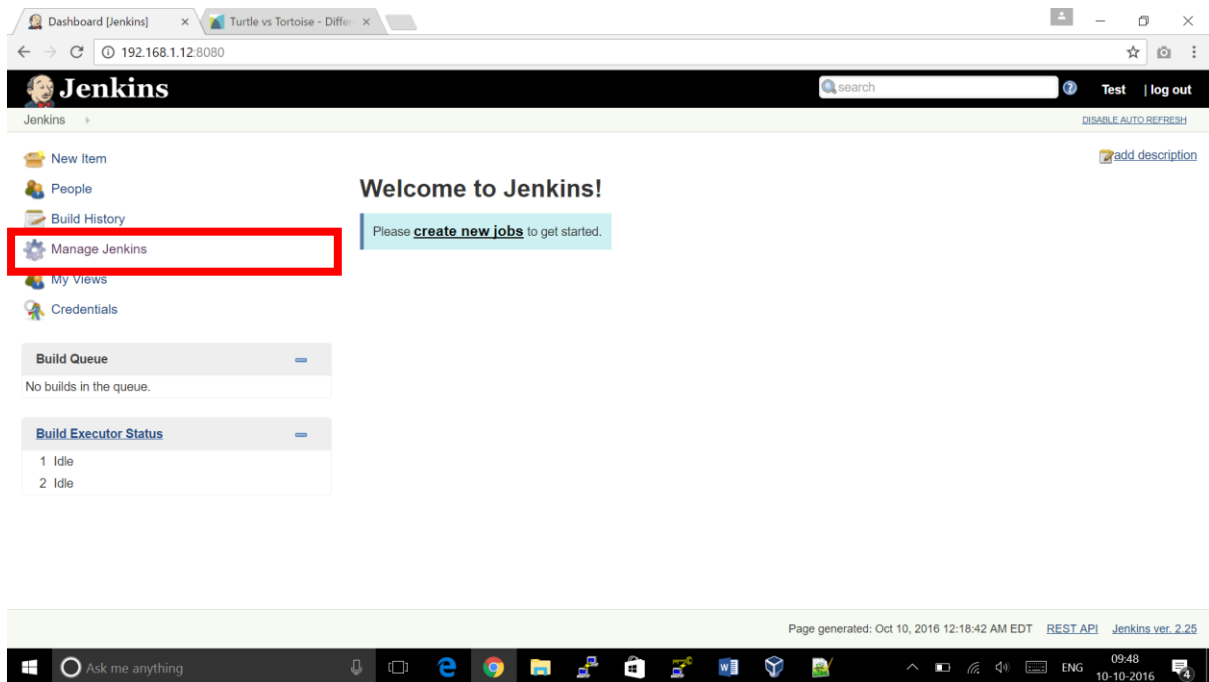 Dashboard [Jenkins]
Turtle vs Tortoise - Differ
192.168.1.12:8080
Jenkins
search
Test | log out
Jenkins
DISABLE AUTO REFRESH
New Item
People
Build History
Manage Jenkins
My Views
Credentials
add description
Welcome to Jenkins!
Please create new jobs to get started.
Build Queue
No builds in the queue.
Build Executor Status
1 Idle
2 Idle
Page generated: Oct 10, 2016 12:18:42 AM EDT REST API Jenkins ver. 2.25
Ask me anything
ENG
09:48
10-10-2016
4